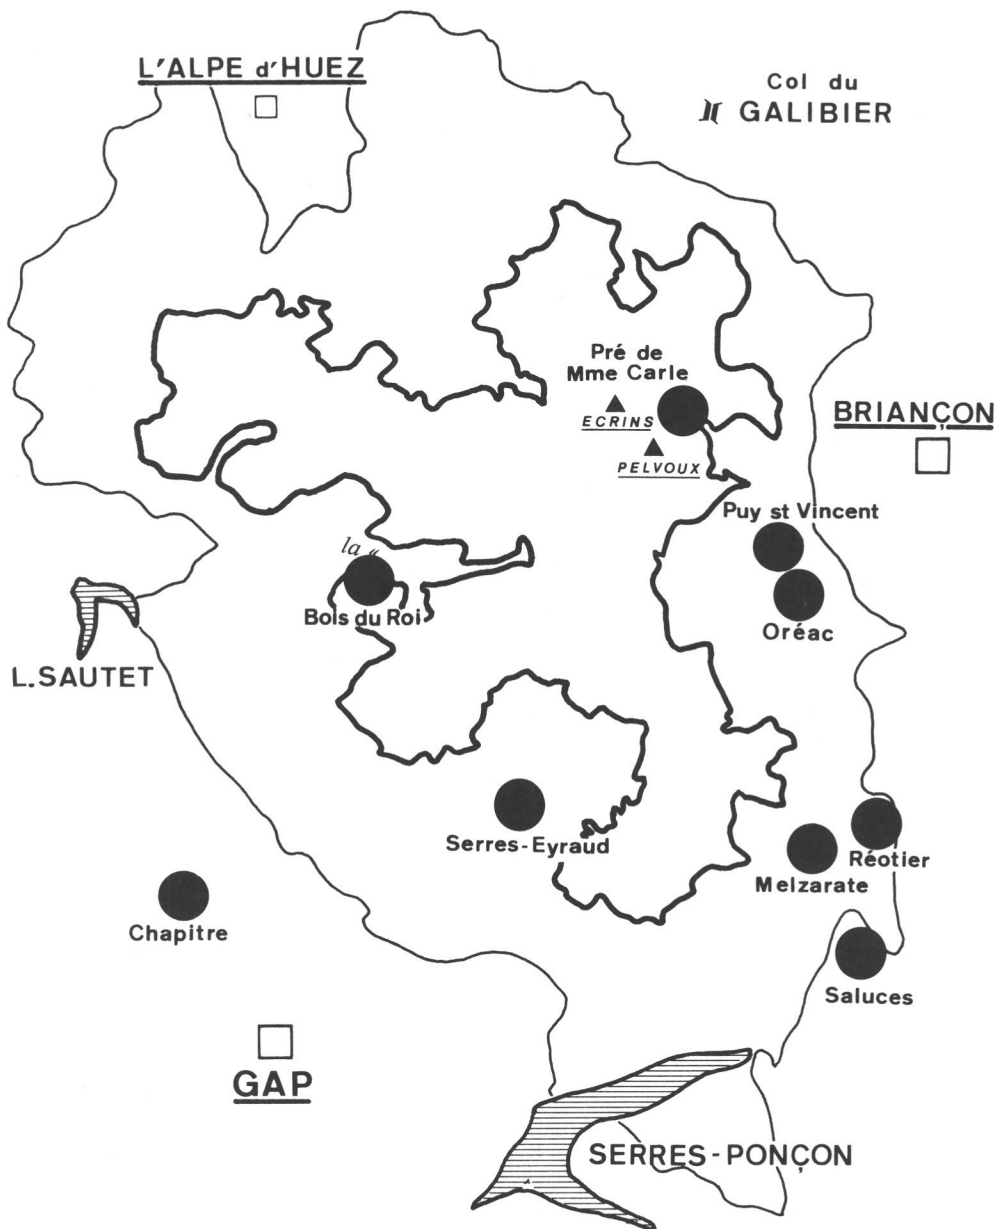 L'ALPE d'HUEZ
Col du
GALIBIER
Pré de
Mme Carle
ECRINS
BRIANÇON
PELVOUX
Puy st Vincent
la «
Bois du Roi
Oréac
L.SAUTET
Serres-Eyraud
Réotier
Melzarate
Chapitre
Saluces
GAP
SERRES-PONÇON